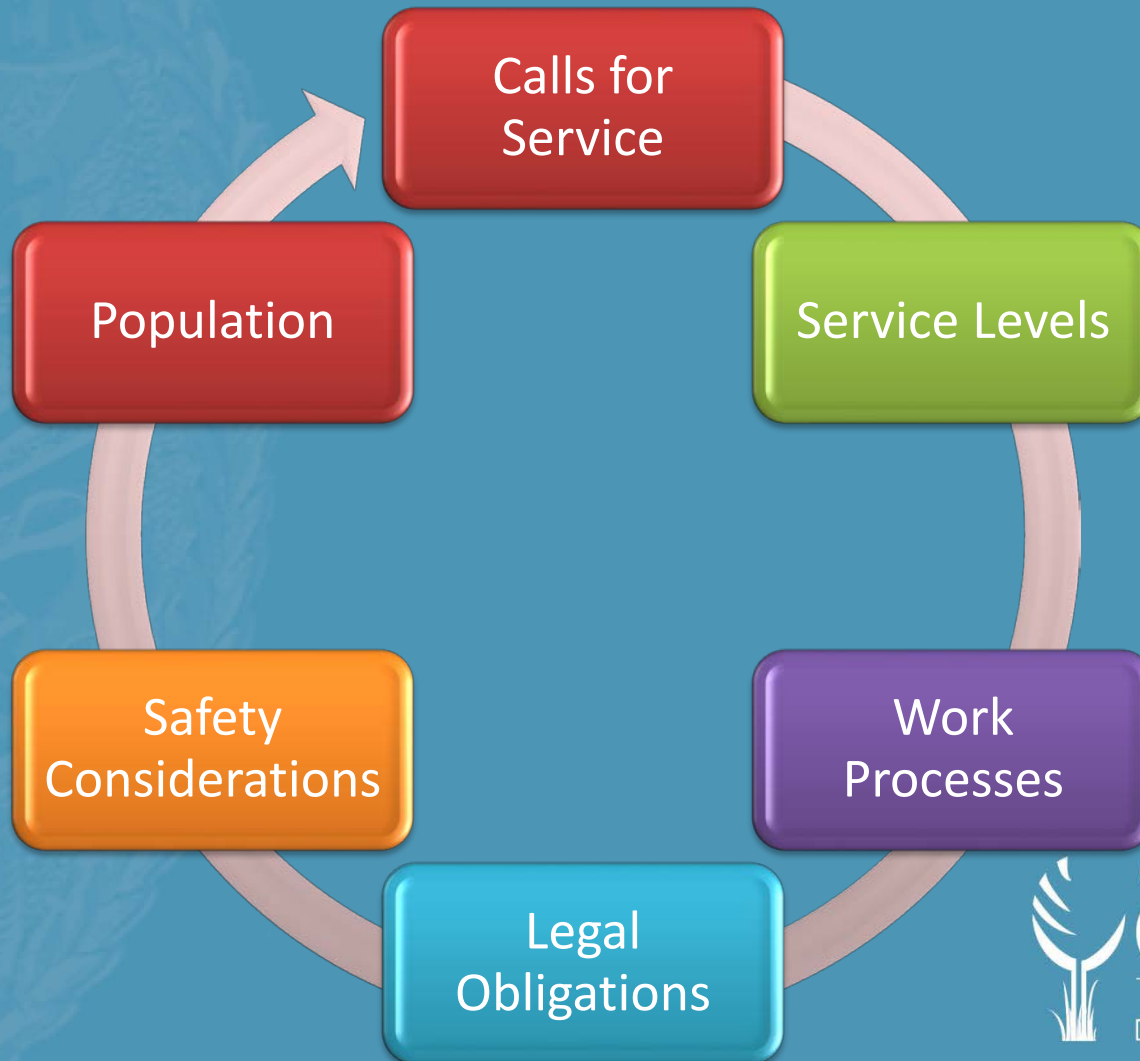 Calls for
Service
Service Levels
Work
Processes
Legal
Obligations
Safety
Considerations
Population